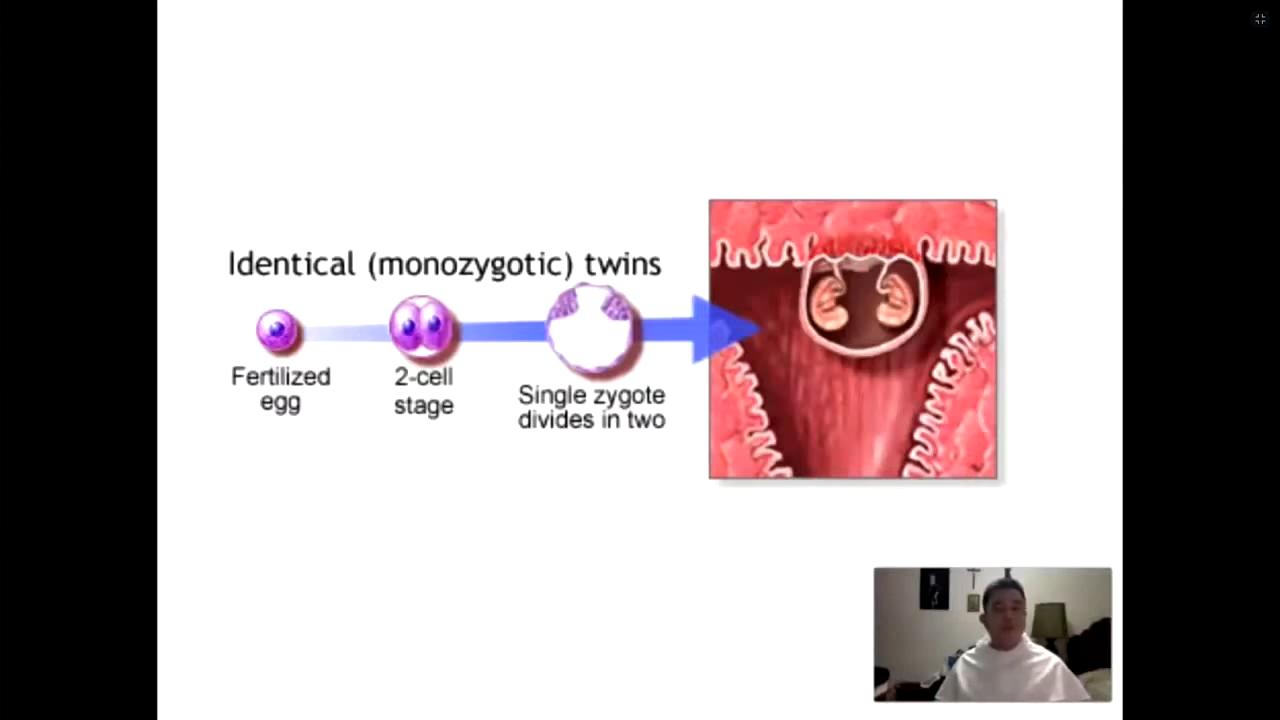 Identical (monozygotic) twins
Fertilized
egg
2-cell
stage
Single zygote
divides in two